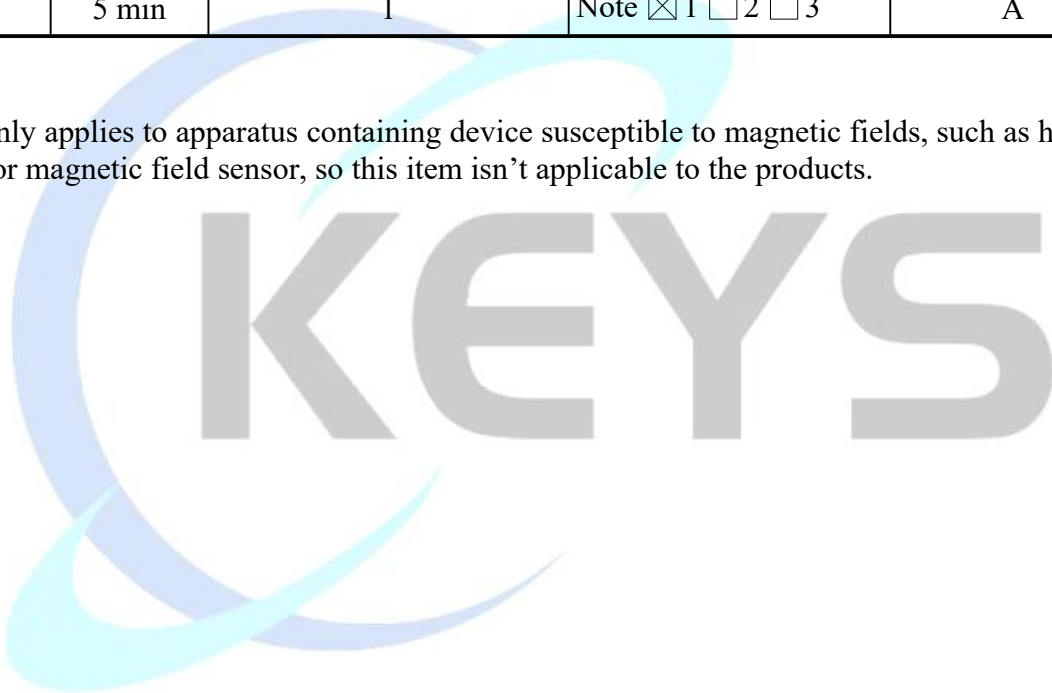 5 min 1 Note ☒ 1 ☐ 2 ☐ 3 A
nly applies to apparatus containing device susceptible to magnetic fields, such as h
or magnetic field sensor, so this item isn’t applicable to the products.
KEYS